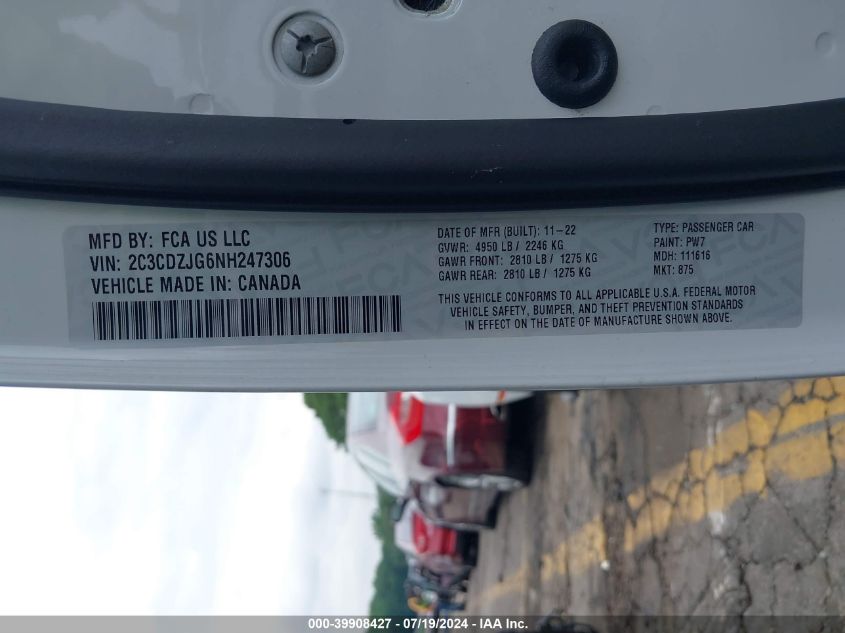 MFD BY: FCA US LLC
VIN: 2C3CDZJG6NH247306
VEHICLE MADE IN: CANADA
DATE OF MFR (BUILT): 11-22
GVWR: 4950 LB / 2246 KG
GAWR FRONT: 2810 LB / 1275 KG
GAWR REAR: 2810 LB / 1275 KG
TYPE: PASSENGER CAR
PAINT: PW7
MDH: 111616
MKT: 875
THIS VEHICLE CONFORMS TO ALL APPLICABLE U.S.A. FEDERAL MOTOR
VEHICLE SAFETY, BUMPER, AND THEFT PREVENTION STANDARDS
IN EFFECT ON THE DATE OF MANUFACTURE SHOWN ABOVE.
000-39908427 - 07/19/2024 - IAA Inc.